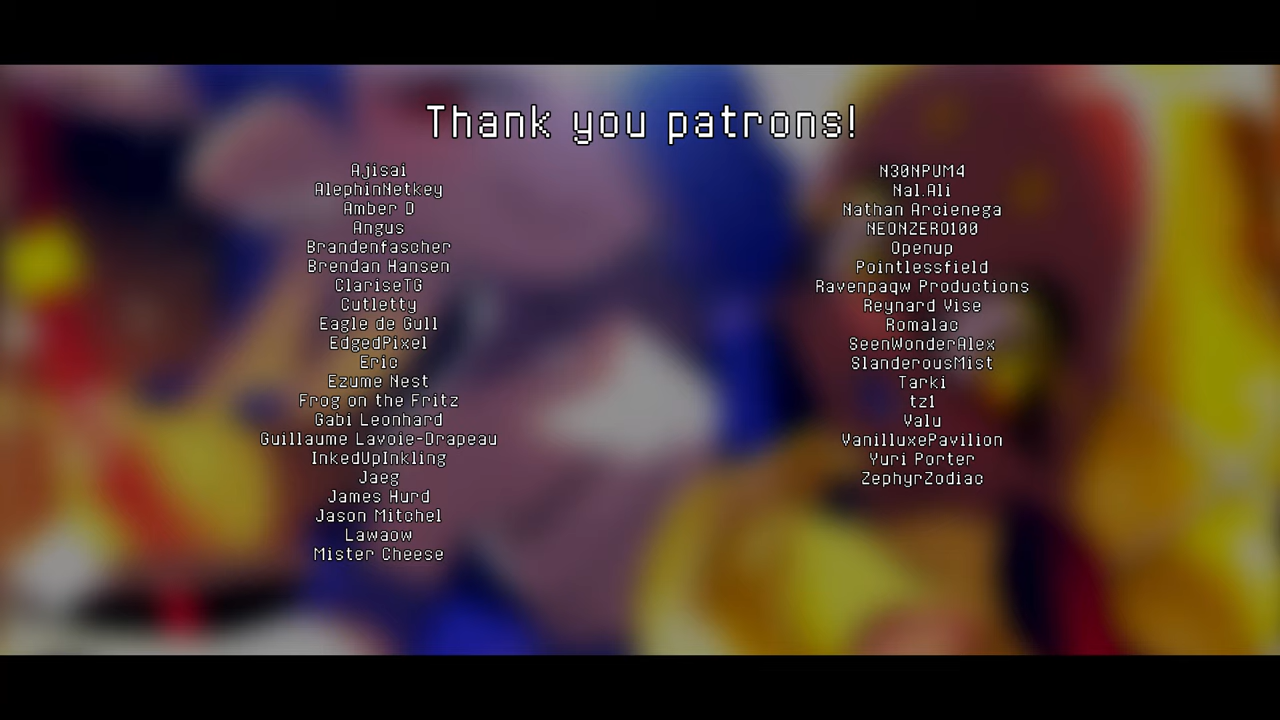 Thank you patrons!
Ajisai
AlephinNetkey
Amber D
Angus
Brandenfascher
Brendan Hansen
ClariseTG
Cutletty
Eagle de Gull
EdgedPixel
Eric
Ezume Nest
Frog on the Fritz
Gabi Leonhard
Guillaume Lavoie-Drapeau
InkedUpInkling
Jaeg
James Hurd
Jason Mitchel
Lawaow
Mister Cheese
N30NPUM4
Nal.Ali
Nathan Arcienega
NEONZERO100
Openup
Pointlessfield
Ravenpaqw Productions
Reynard Vise
Romalac
SeenWonderAlex
SlanderousMist
Tarki
tz1
Valu
VanilluxePavilion
Yuri Porter
ZephyrZodiac